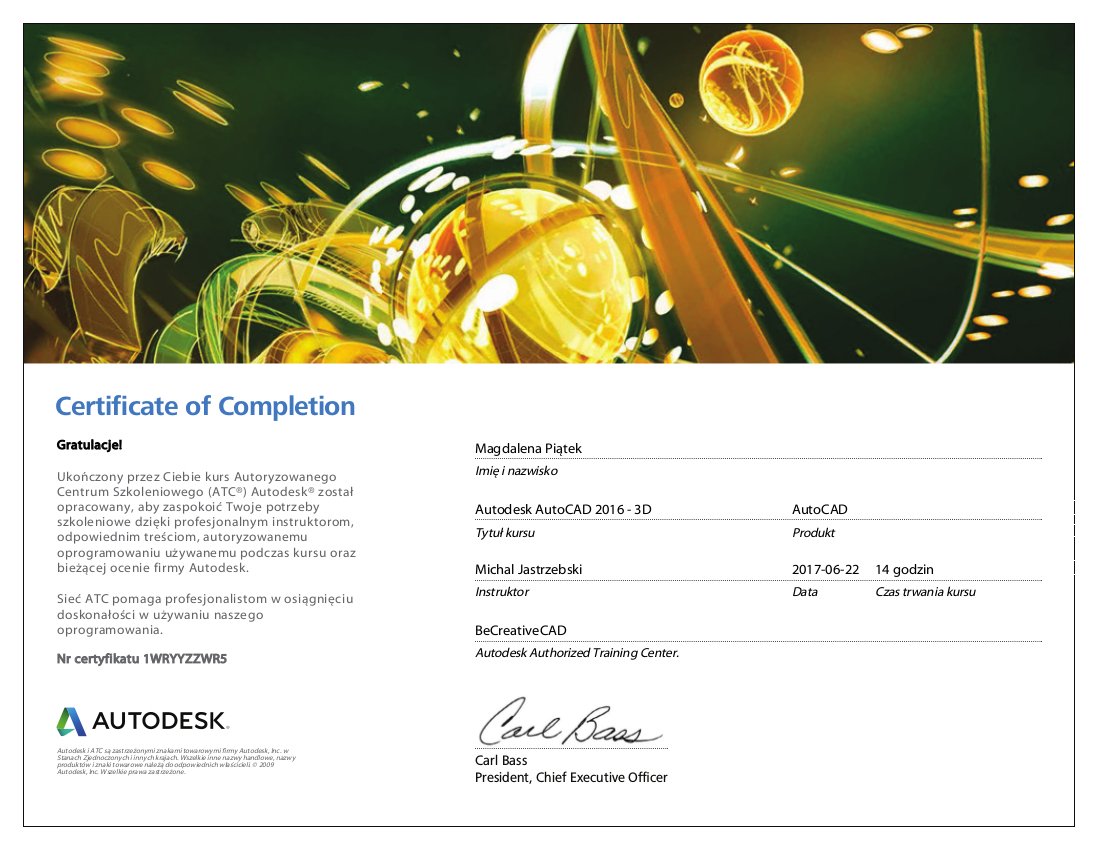 Certificate of Completion
Gratulacje!
Ukończony przez Ciebie kurs Autoryzowanego
Centrum Szkoleniowego (ATC®) Autodesk® został
opracowany, aby zaspokoić Twoje potrzeby
szkoleniowe dzięki profesjonalnym instruktorom,
odpowiednim treściom, autoryzowanemu
oprogramowaniu używanemu podczas kursu oraz
bieżącej ocenie firmy Autodesk.
Sieć ATC pomaga profesjonalistom w osiągnięciu
doskonałości w używaniu naszego
oprogramowania.
Nr certyfikatu 1WRYYZZWR5
AUTODESK®
Autodesk i ATC są zastrzeżonymi znakami towarowymi firmy Autodesk, Inc. w
Stanach Zjednoczonych i innych krajach. Wszelkie inne nazwy handlowe, nazwy
produktów i znaki towarowe należą do odpowiednich właścicieli. © 2009
Autodesk, Inc. Wszelkie prawa zastrzeżone.
Magdalena Piątek
Imię i nazwisko
Autodesk AutoCAD 2016 - 3D AutoCAD
Tytuł kursu Produkt
Michal Jastrzebski 2017-06-22 14 godzin
Instruktor Data Czas trwania kursu
BeCreativeCAD
Autodesk Authorized Training Center.
Carl Bass
Carl Bass
President, Chief Executive Officer